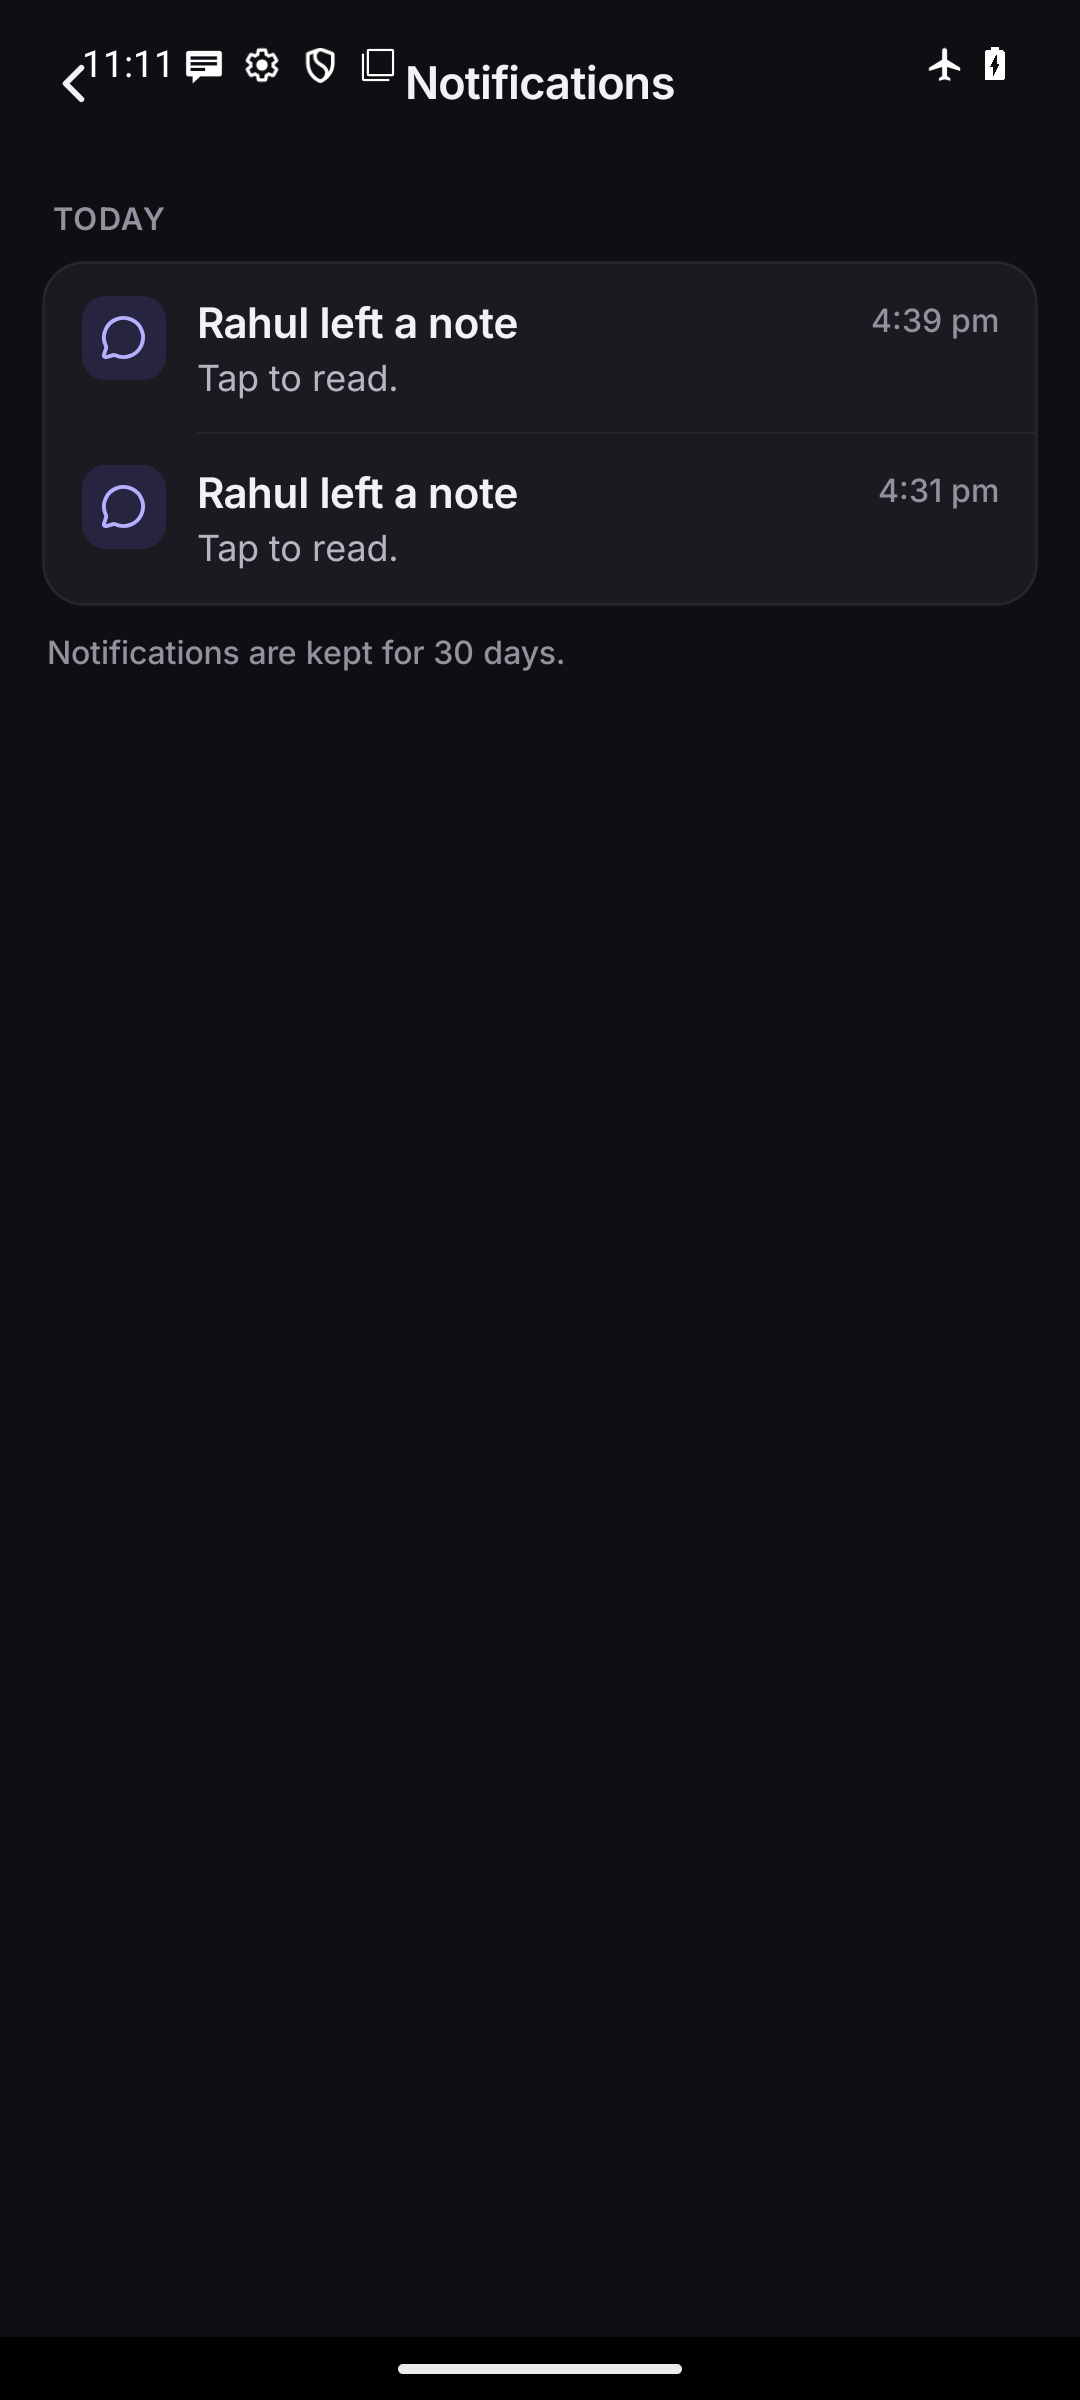 11:11
Notifications
TODAY
Rahul left a note
4:39 pm
Tap to read.
Rahul left a note
4:31 pm
Tap to read.
Notifications are kept for 30 days.